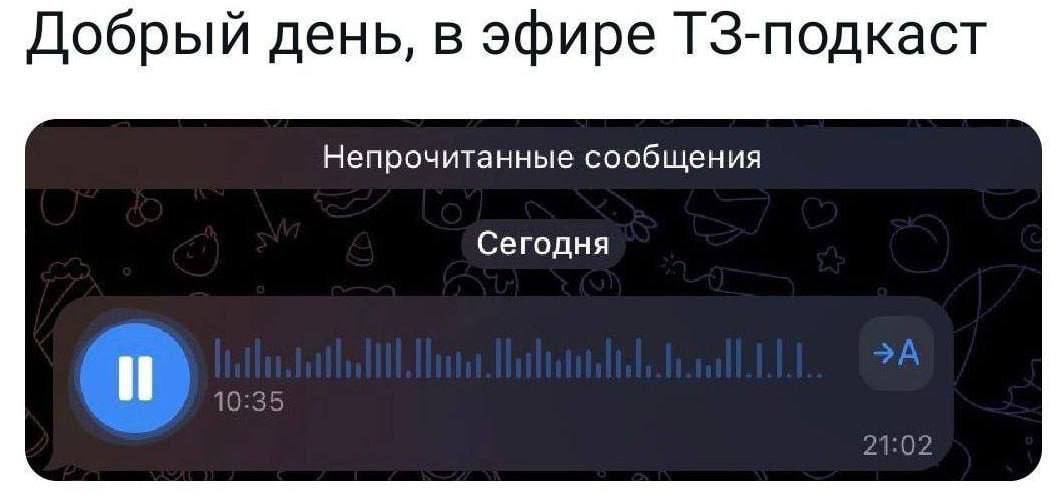 Добрый день, в эфире ТЗ-подкаст
Непрочитанные сообщения
Сегодня
→A
10:35
21:02